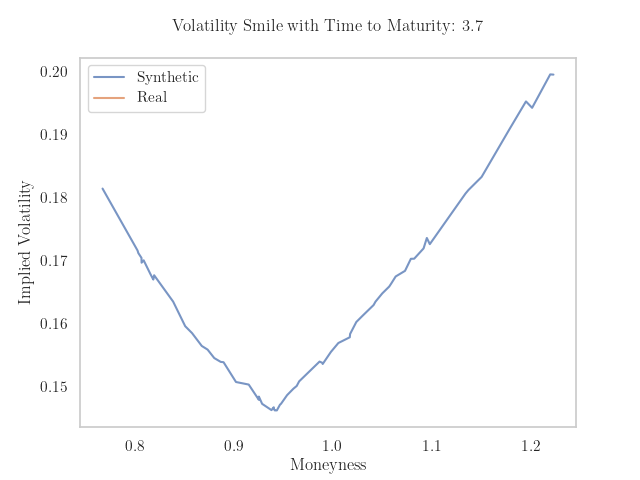 Volatility Smile with Time to Maturity: 3.7
Synthetic
Real
0.20
0.19
0.18
0.17
0.16
0.15
Implied Volatility
0.8 0.9 1.0 1.1 1.2
Moneyness